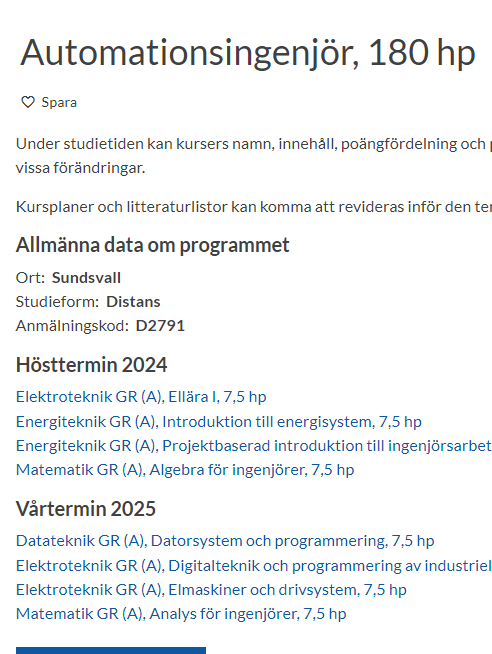 Automationsingenjör, 180 hp
Spara
Under studietiden kan kursers namn, innehåll, poängfördelning och
vissa förändringar.
Kursplaner och litteraturlistor kan komma att revideras inför den
Allmänna data om programmet
Ort: Sundsvall
Studieform: Distans
Anmälningskod: D2791
Hösttermin 2024
Elektroteknik GR (A), Ellära I, 7,5 hp
Energiteknik GR (A), Introduktion till energisystem, 7,5 hp
Energiteknik GR (A), Projektbaserad introduktion till ingenjörsarbet
Matematik GR (A), Algebra för ingenjörer, 7,5 hp
Vårtermin 2025
Datateknik GR (A), Datorsystem och programmering, 7,5 hp
Elektroteknik GR (A), Digitalteknik och programmering av industriel
Elektroteknik GR (A), Elmaskiner och drivsystem, 7,5 hp
Matematik GR (A), Analys för ingenjörer, 7,5 hp